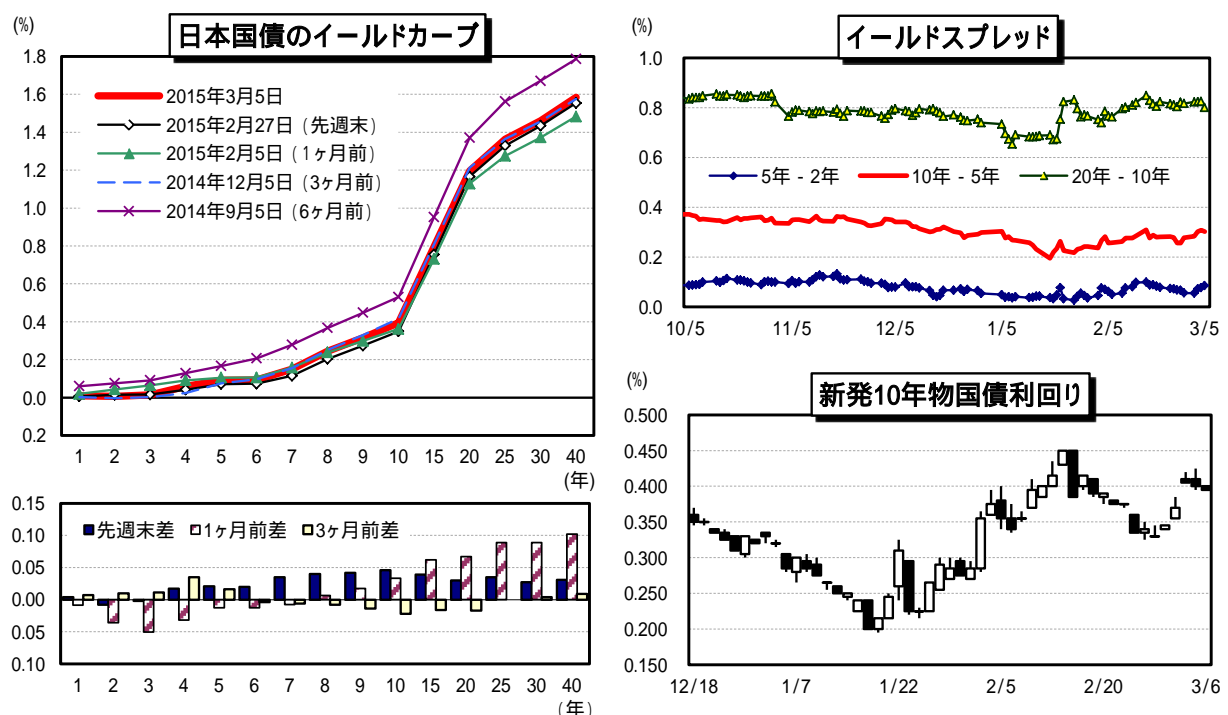 (%)
日本国債のイールドカーブ
1.8
1.6
1.4
1.2
1.0
0.8
0.6
0.4
0.2
0.0
0.2
2015年3月5日
2015年2月27日 (先週末)
2015年2月5日 (1ヶ月前)
2014年12月5日 (3ヶ月前)
2014年9月5日 (6ヶ月前)
1 2 3 4 5 6 7 8 9 10 15 20 25 30 40
(年)
0.15
0.10
0.05
0.00
0.05
0.10
先週末差 1ヶ月前差 3ヶ月前差
1 2 3 4 5 6 7 8 9 10 15 20 25 30 40
(年)
(%)
イールドスプレッド
1.0
0.8
0.6
0.4
0.2
0.0
5年 - 2年 10年 - 5年 20年 - 10年
10/5 11/5 12/5 1/5 2/5 3/5
(%)
新発10年物国債利回り
0.500
0.450
0.400
0.350
0.300
0.250
0.200
0.150
12/18 1/7 1/22 2/5 2/20 3/6